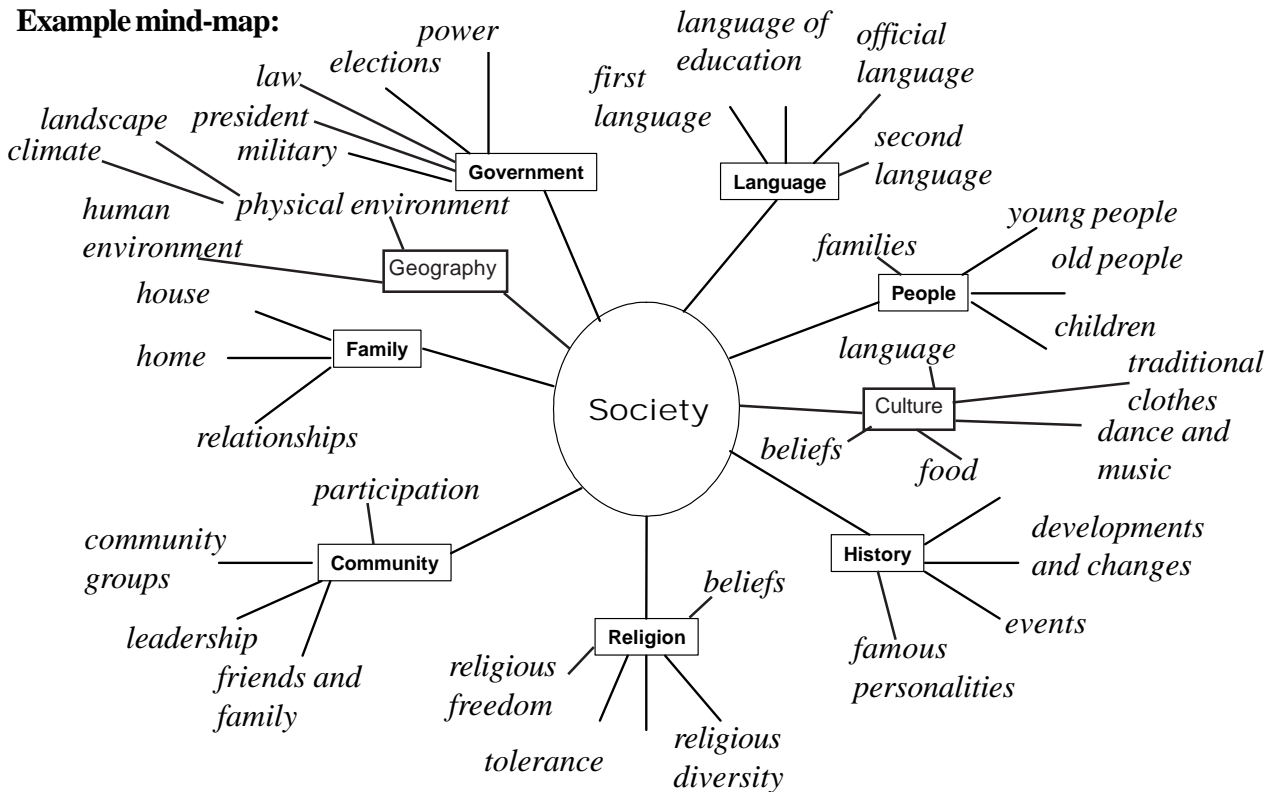 Example mind-map:
power
elections
law
president
military
Government
landscape
climate
physical environment
human
environment
Geography
language of
education
official
language
first
language
second
language
Language
young people
families
old people
People
children
house
home
Family
relationships
Society
language
traditional
clothes
Culture
dance and
music
beliefs
food
participation
community
groups
Community
leadership
friends and
family
beliefs
Religion
religious
freedom
tolerance
religious
diversity
History
developments
and changes
events
famous
personalities